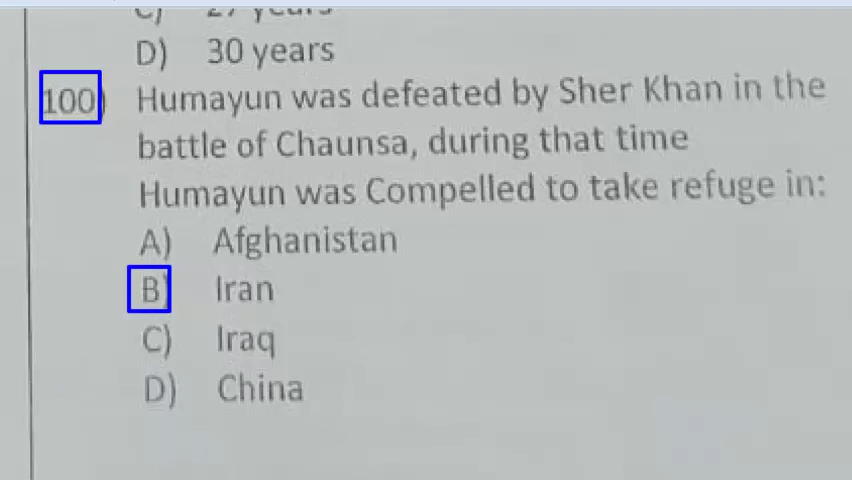 D) 30 years
100) Humayun was defeated by Sher Khan in the
battle of Chaunsa, during that time
Humayun was Compelled to take refuge in:
A) Afghanistan
B) Iran
C) Iraq
D) China